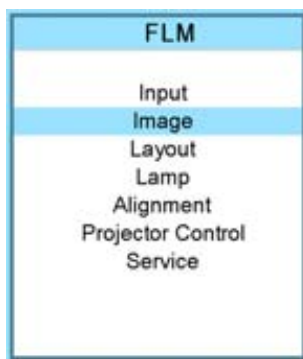 FLM
Input
Image
Layout
Lamp
Alignment
Projector Control
Service